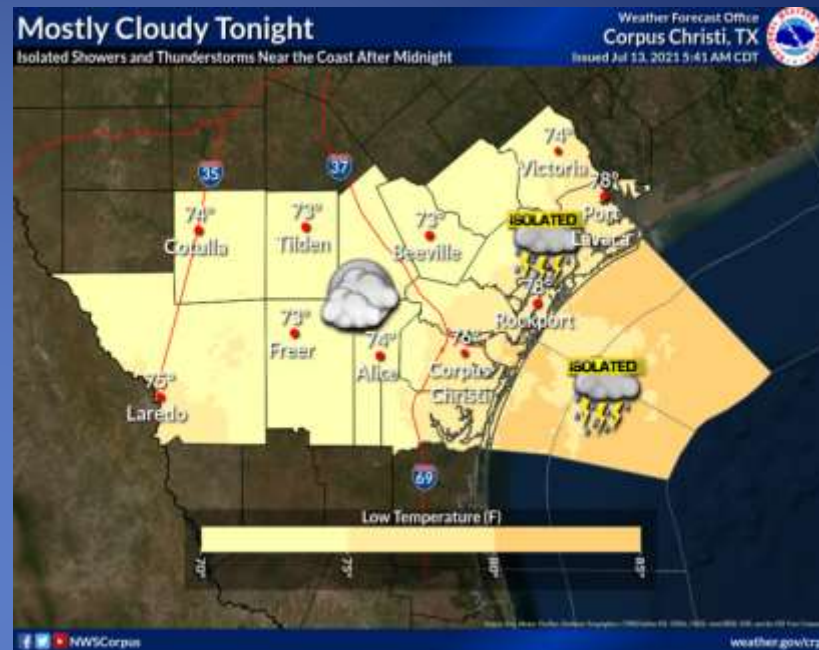 Mostly Cloudy Tonight
Isolated Showers and Thunderstorms Near the Coast After Midnight
Weather Forecast Office
Corpus Christi, TX
Issued Jul 13, 2021 5:41 AM CDT
74°
Victoria
78°
Port
Lavaca
35
37
74°
Cotulla
73°
Tilden
73°
Beeville
ISOLATED
78°
Rockport
73°
Freer
74°
Alice
76°
Corpus
Christi
ISOLATED
75°
Laredo
69
Low Temperature (F)
70°
75°
80°
85°
NWSCorpus
weather.gov/crp